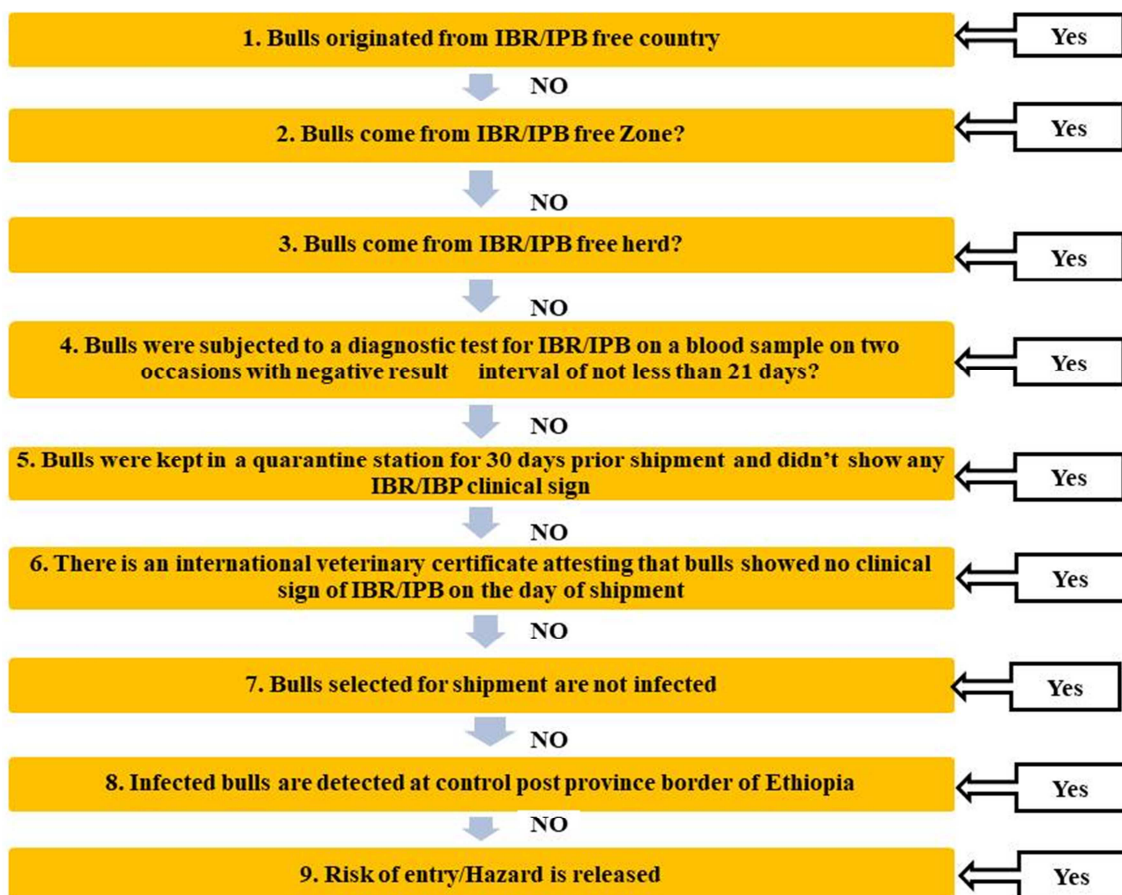 1. Bulls originated from IBR/IPB free country
Yes
NO
2. Bulls come from IBR/IPB free Zone?
Yes
NO
3. Bulls come from IBR/IPB free herd?
Yes
NO
4. Bulls were subjected to a diagnostic test for IBR/IPB on a blood sample on two
occasions with negative result interval of not less than 21 days?
Yes
NO
5. Bulls were kept in a quarantine station for 30 days prior shipment and didn't show any
IBR/IBP clinical sign
Yes
NO
6. There is an international veterinary certificate attesting that bulls showed no clinical
sign of IBR/IPB on the day of shipment
Yes
NO
7. Bulls selected for shipment are not infected
Yes
NO
8. Infected bulls are detected at control post province border of Ethiopia
Yes
NO
9. Risk of entry/Hazard is released
Yes